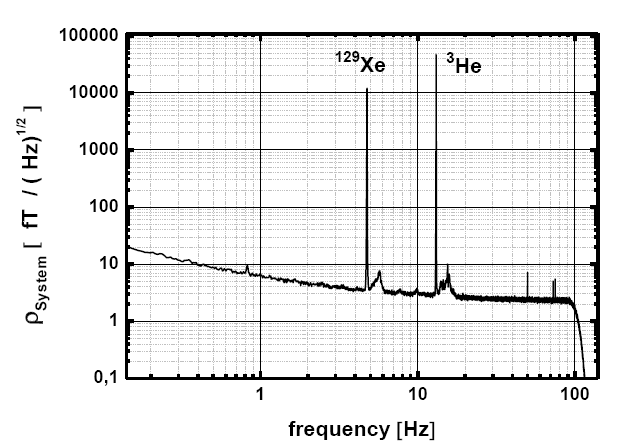 100000
10000
1000
100
10
1
0,1
ρSystem [ fT / ( Hz)1/2 ]
129Xe
3He
1
10
100
frequency [Hz]